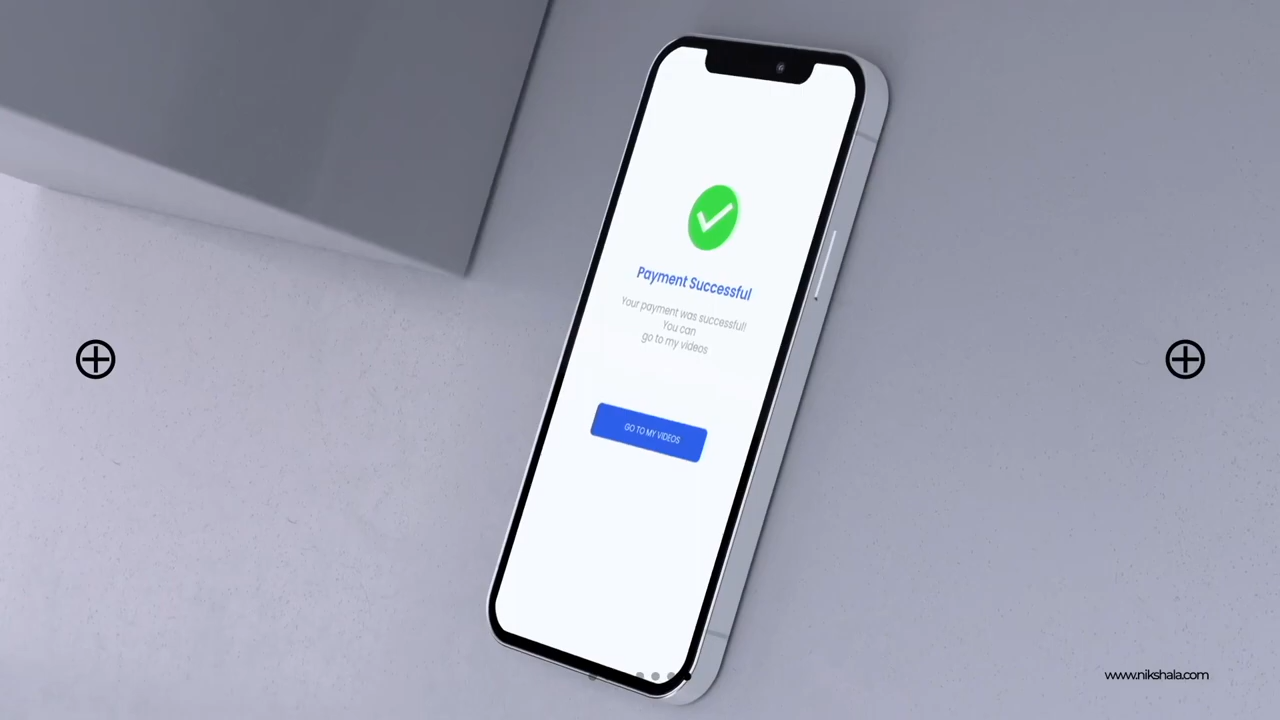 Payment Successful
Your payment was successful!
You can
go to my videos
GO TO MY VIDEOS
www.nikshala.com